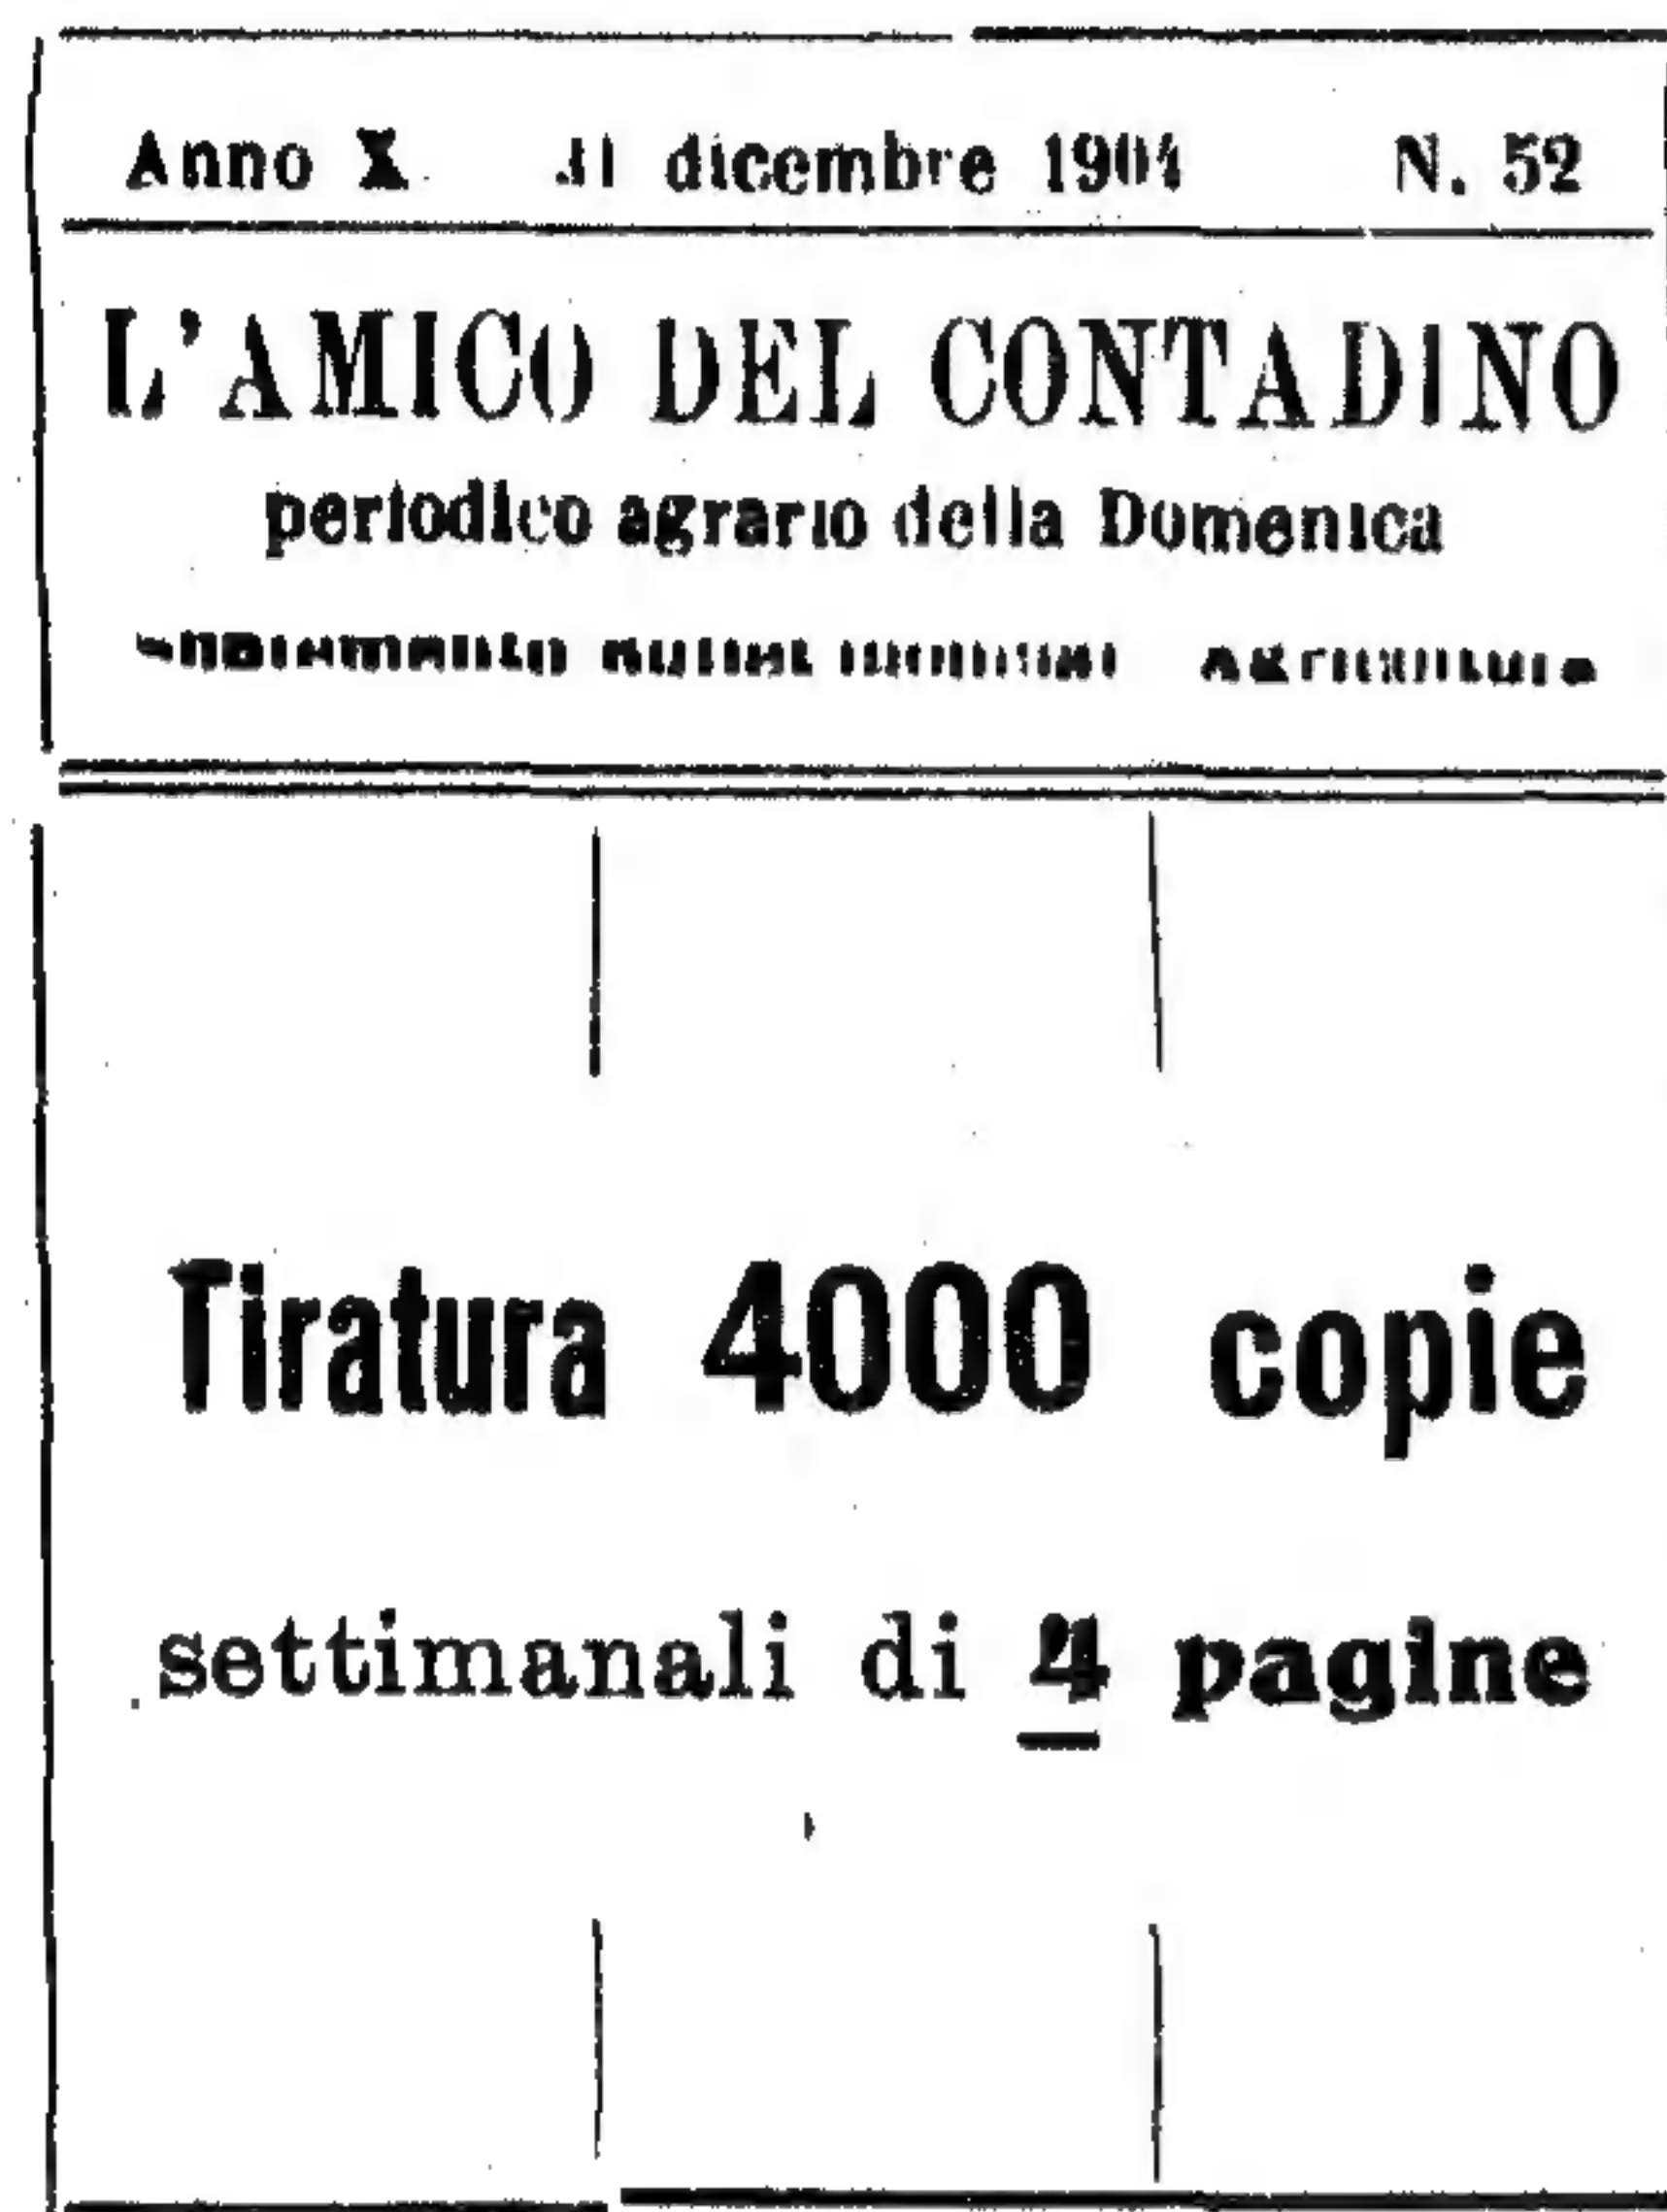 Anno X. 31 dicembre 1904 N. 52
L'AMICO DEL CONTADINO
periodico agrario della Domenica
Tiratura 4000 copie
settimanali di 4 pagine